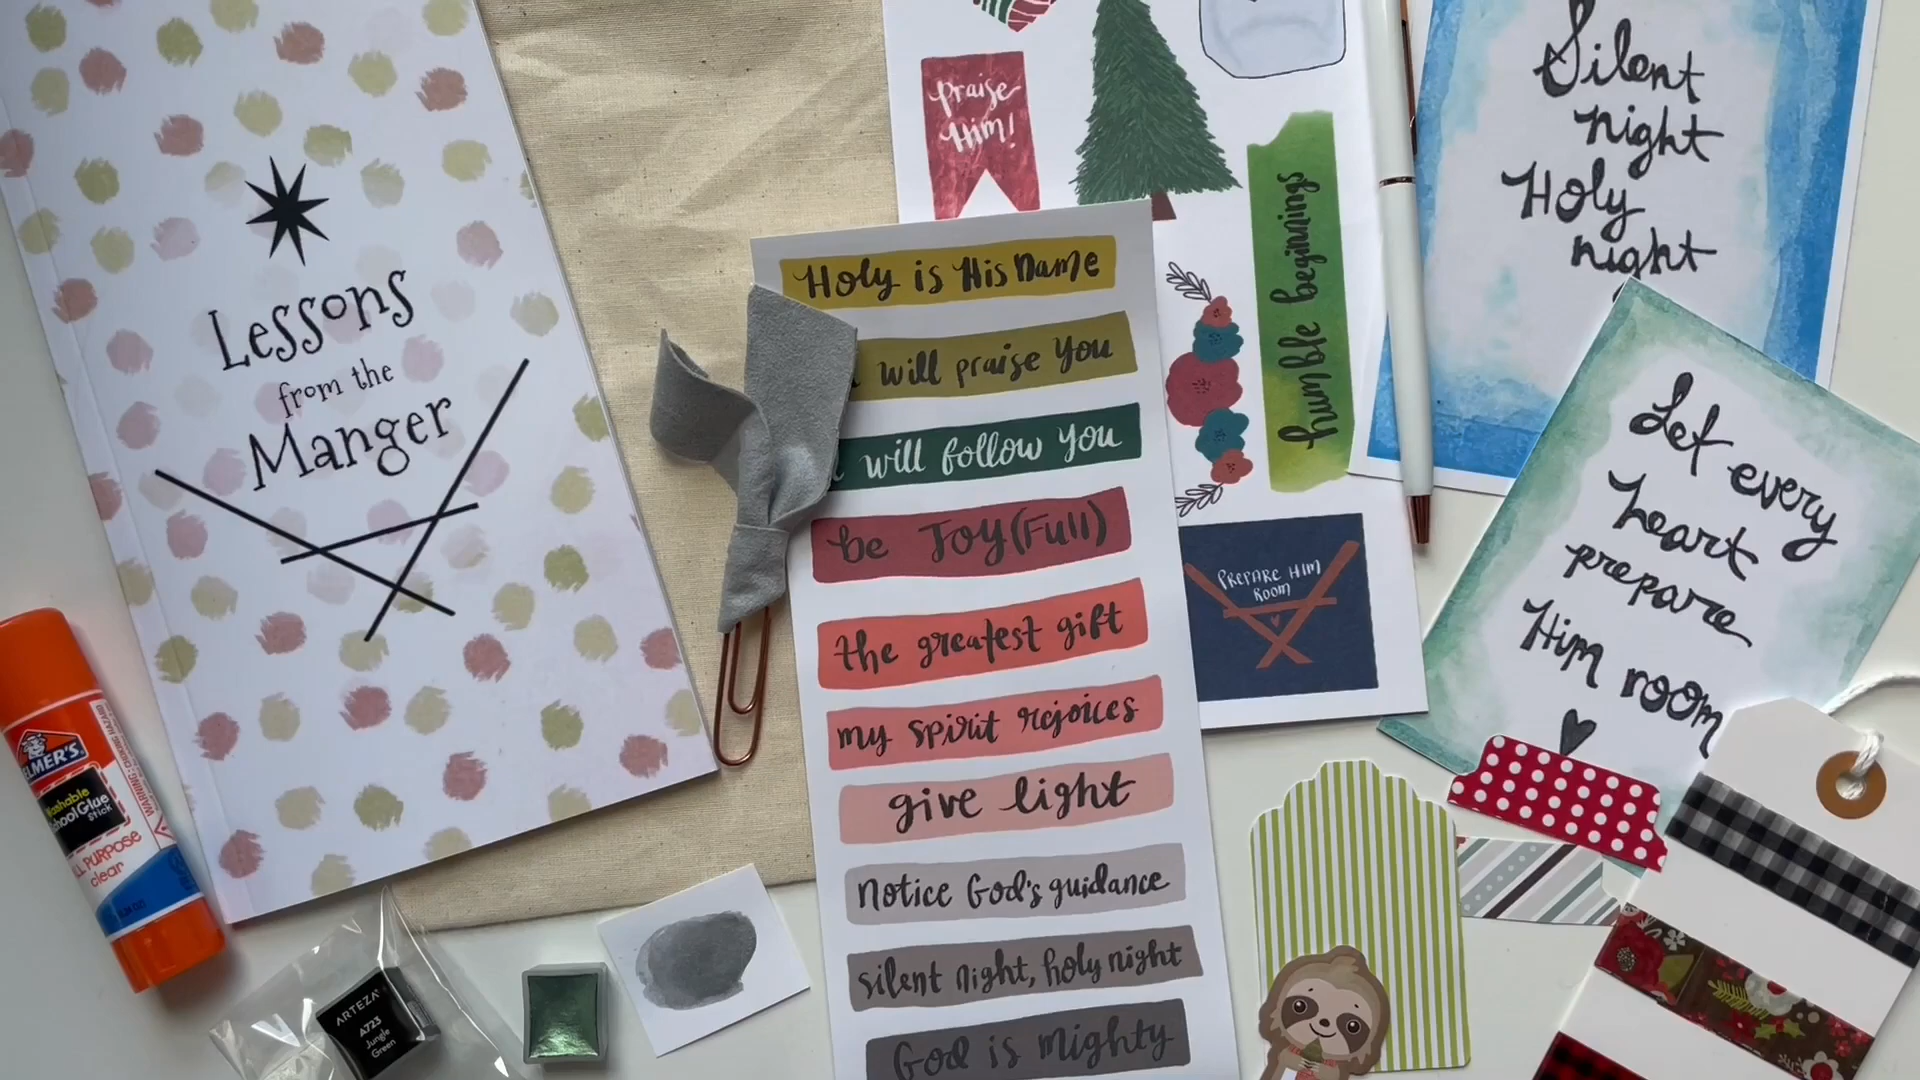 Lessons
from the
Manger
ELMER'S
Washable
School Glue
Stick
WARNING:
ALL PURPOSE
clear
ARTEZA
A723
Jungle
Green
praise
Him!
humble beginnings
PREPARE HIM
ROOM
Holy is His Name
will praise You
will follow You
be Joy(Full)
the greatest gift
my spirit rejoices
give light
notice God's guidance
silent night, holy night
God is mighty
Silent
night
Holy
night
Let every
heart
prepare
Him room